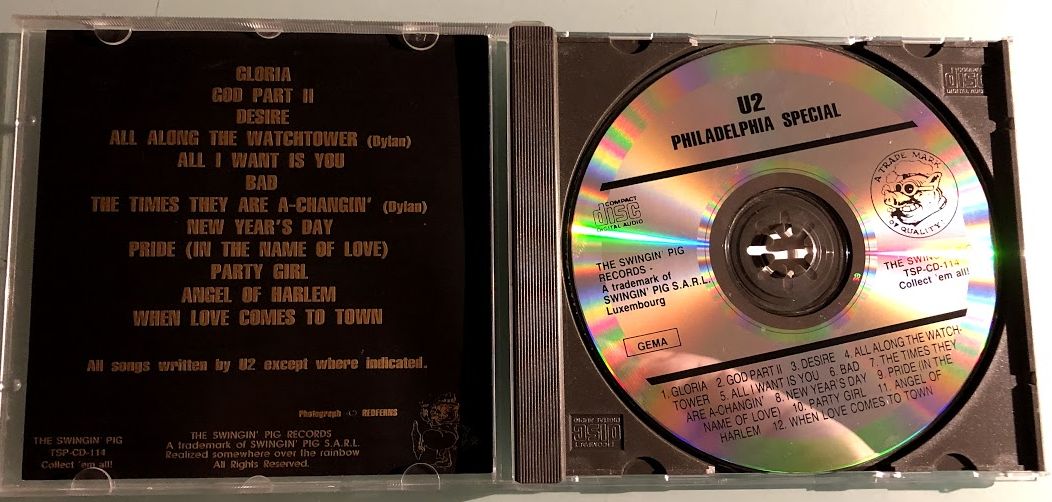 GLORIA
GOD PART II
DESIRE
ALL ALONG THE WATCHTOWER (Dylan)
ALL I WANT IS YOU
BAD
THE TIMES THEY ARE A-CHANGIN' (Dylan)
NEW YEAR'S DAY
PRIDE (IN THE NAME OF LOVE)
PARTY GIRL
ANGEL OF HARLEM
WHEN LOVE COMES TO TOWN
All songs written by U2 except where indicated.
Photograph © REDFERNS
THE SWINGIN' PIG
TSP-CD-114
Collect 'em all!
THE SWINGIN' PIG RECORDS
A trademark of SWINGIN' PIG S.A.R.L.
Realized somewhere over the rainbow
All Rights Reserved.
U2
PHILADELPHIA SPECIAL
COMPACT
disc
DIGITAL AUDIO
A TRADE MARK
OF QUALITY
THE SWINGIN' PIG
RECORDS -
A trademark of
SWINGIN' PIG S.A.R.L.
Luxembourg
GEMA
THE
TSP-CD-114
Collect 'em all!
1. GLORIA 2. GOD PART II 3. DESIRE 4. ALL ALONG THE WATCH-
TOWER 5. ALL I WANT IS YOU 6. BAD 7. THE TIMES THEY
ARE A-CHANGIN' 8. NEW YEAR'S DAY 9. PRIDE (IN THE
NAME OF LOVE) 10. PARTY GIRL 11. ANGEL OF
HARLEM 12. WHEN LOVE COMES TO TOWN
disc
DIGITAL AUDIO
disc